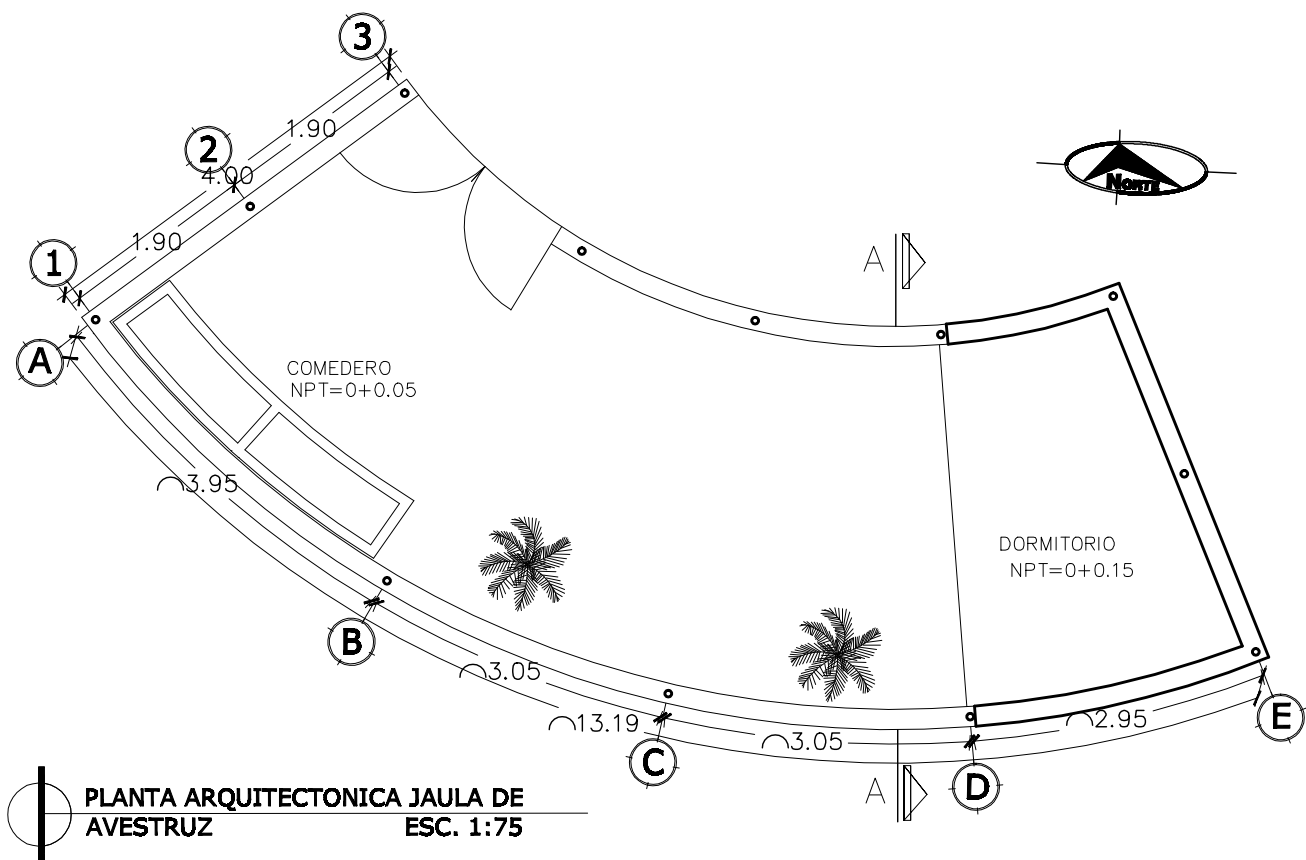 3
1.90
2
4.00
1.90
1
NORTE
A
A
COMEDERO
NPT=0+0.05
3.95
DORMITORIO
NPT=0+0.15
B
3.05
13.19
3.05
2.95
E
C
D
A
PLANTA ARQUITECTONICA JAULA DE
AVESTRUZ ESC. 1:75